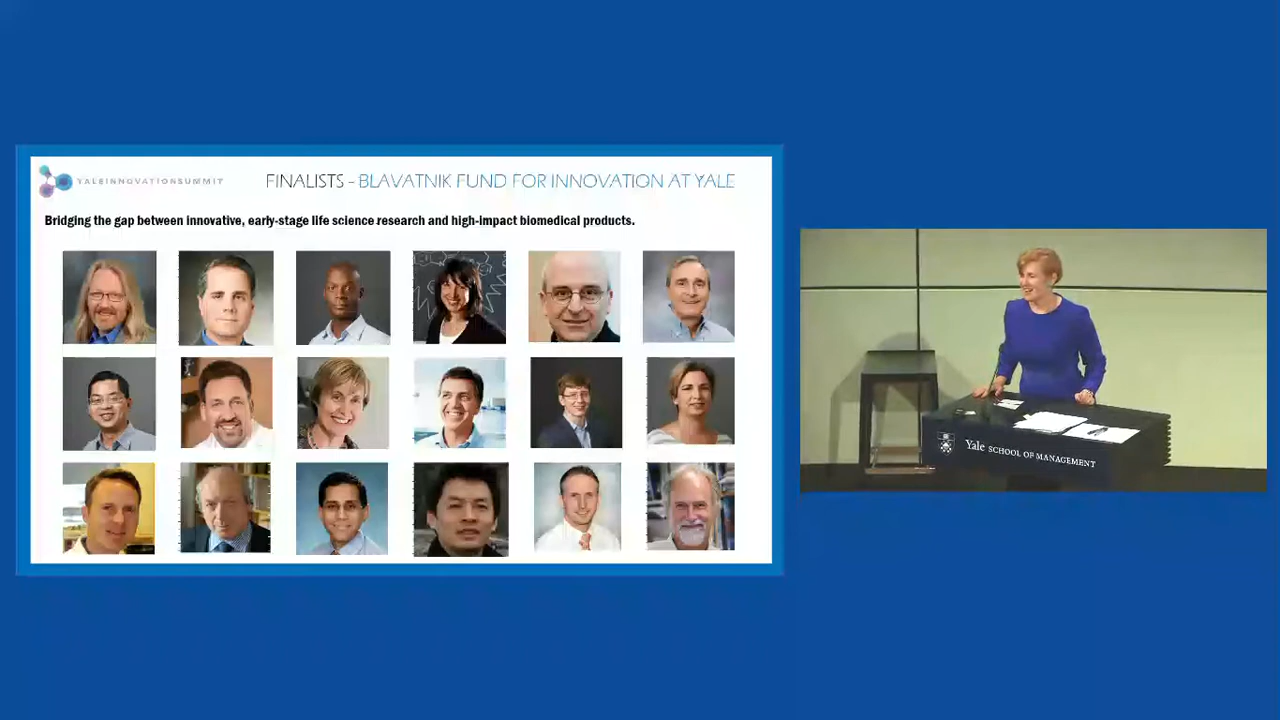 YALEINNOVATIONSUMMIT
FINALISTS - BLAVATNIK FUND FOR INNOVATION AT YALE
Bridging the gap between innovative, early-stage life science research and high-impact biomedical products.
Yale SCHOOL OF MANAGEMENT